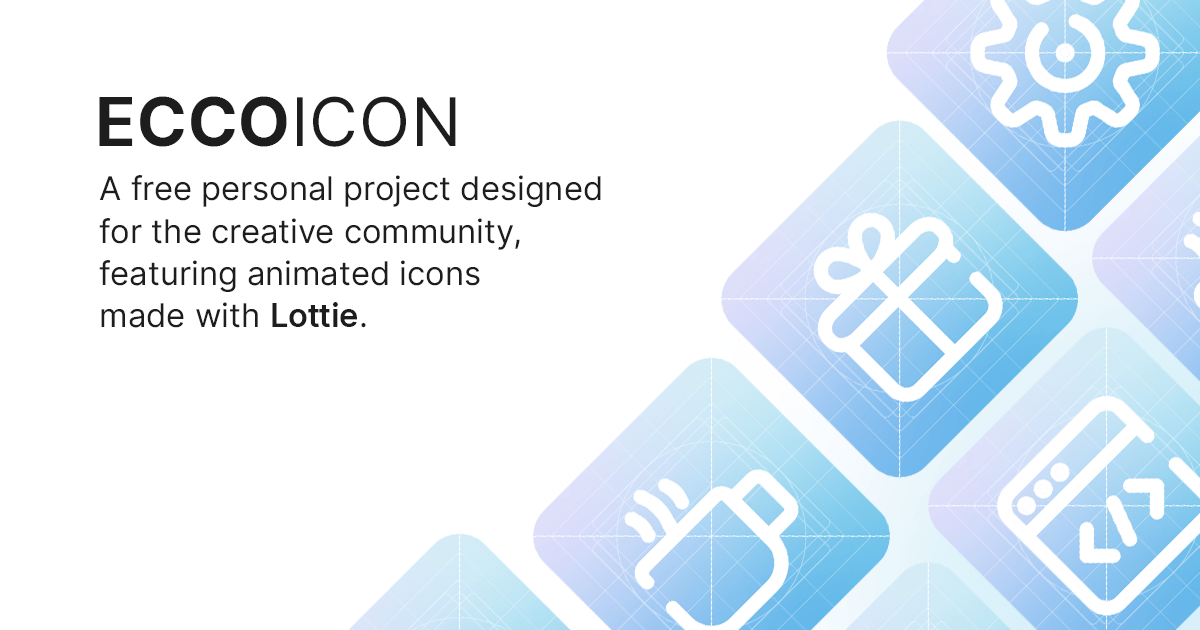 ECCOICON
A free personal project designed
for the creative community,
featuring animated icons
made with Lottie.